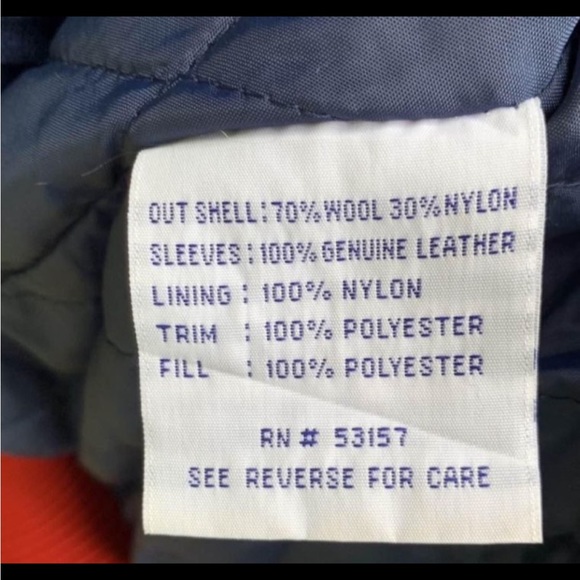 OUT SHELL:70% WOOL 30% NYLON
SLEEVES:100% GENUINE LEATHER
LINING : 100% NYLON
TRIM : 100% POLYESTER
FILL : 100% POLYESTER
RN # 53157
SEE REVERSE FOR CARE